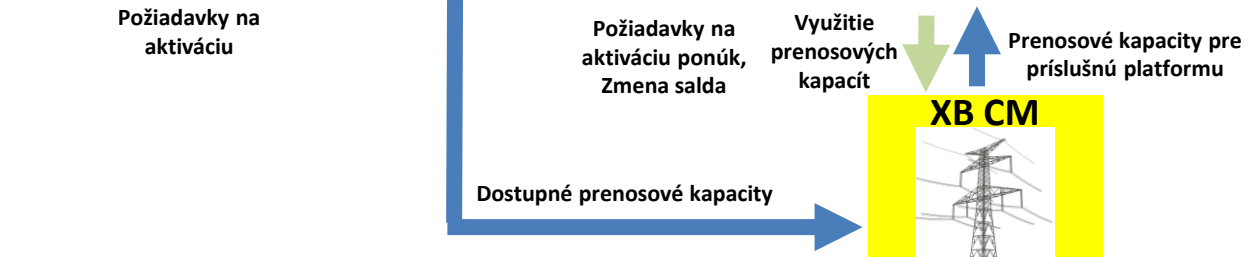 Požiadavky na
aktiváciu
Požiadavky na
aktiváciu ponúk,
Zmena salda
Využitie
prenosových
kapacít
Prenosové kapacity pre
príslušnú platformu
XB CM
Dostupné prenosové kapacity